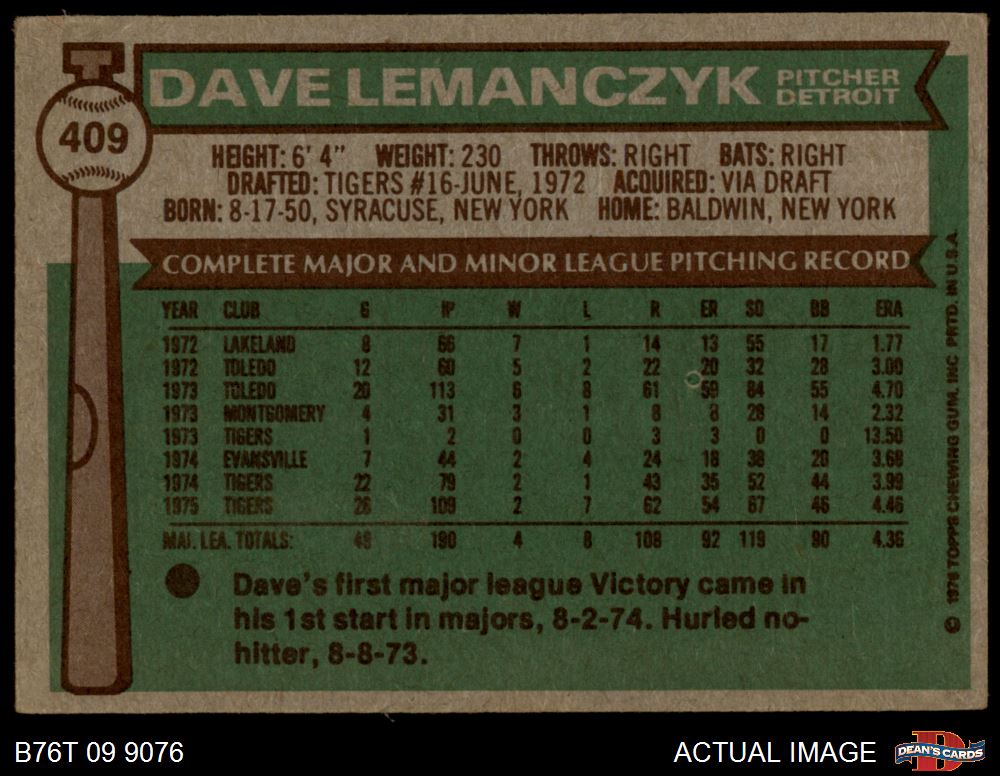 409
DAVE LEMANCZYK PITCHER DETROIT
HEIGHT: 6' 4" WEIGHT: 230 THROWS: RIGHT BATS: RIGHT
DRAFTED: TIGERS #16-JUNE, 1972 ACQUIRED: VIA DRAFT
BORN: 8-17-50, SYRACUSE, NEW YORK HOME: BALDWIN, NEW YORK
COMPLETE MAJOR AND MINOR LEAGUE PITCHING RECORD
YEAR CLUB G IP W L R ER SO BB ERA
1972 LAKELAND 8 66 7 1 14 13 55 17 1.77
1972 TOLEDO 12 60 5 2 22 20 32 28 3.00
1973 TOLEDO 20 113 6 8 61 59 84 55 4.70
1973 MONTGOMERY 4 31 3 1 8 8 28 14 2.32
1973 TIGERS 1 2 0 0 3 3 0 0 13.50
1974 EVANSVILLE 7 44 2 4 24 18 38 20 3.68
1974 TIGERS 22 79 2 1 43 35 52 44 3.99
1975 TIGERS 26 109 2 7 62 54 67 46 4.46
MAJ. LEA. TOTALS: 49 190 4 8 108 92 119 90 4.36
Dave's first major league Victory came in
his 1st start in majors, 8-2-74. Hurled no-
hitter, 8-8-73.
© 1976 TOPPS CHEWING GUM, INC PRTD. IN U.S.A.
B76T 09 9076
ACTUAL IMAGE
DEAN'S CARDS